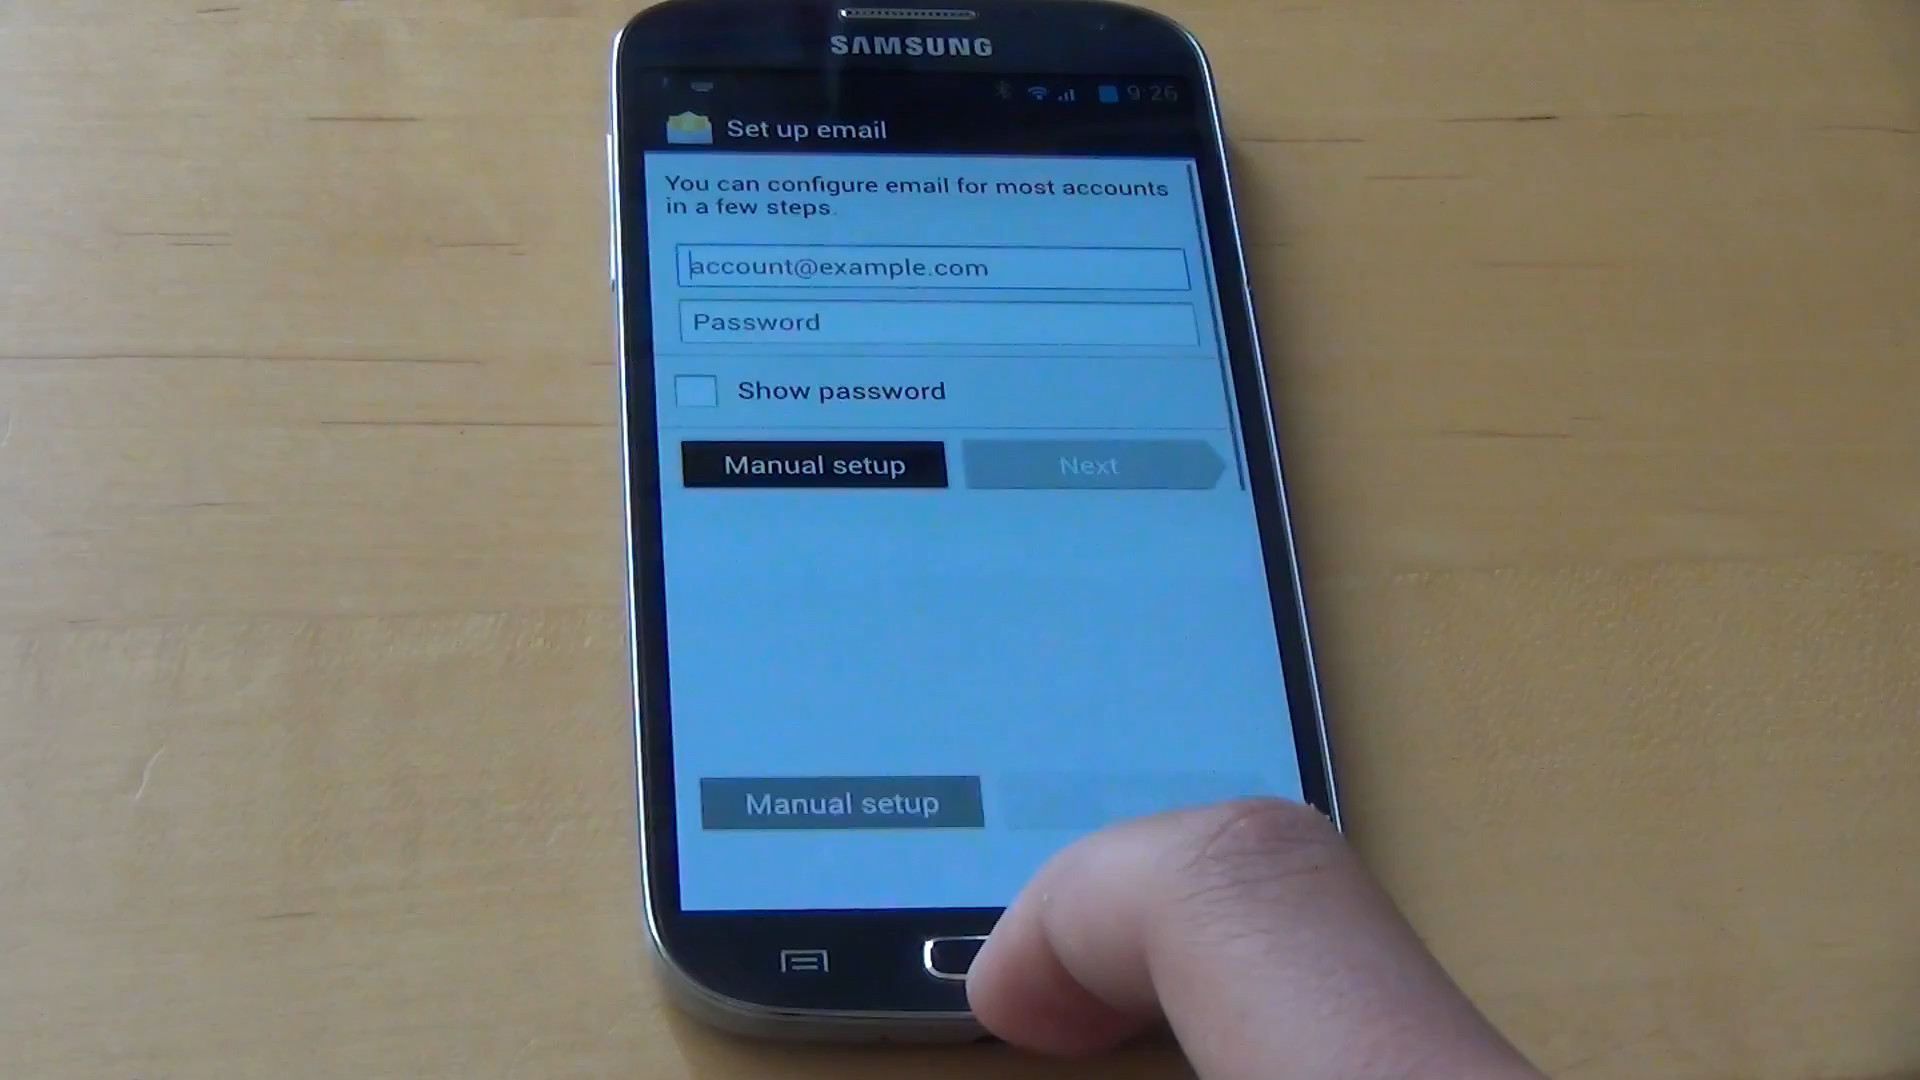 SAMSUNG
9:26
Set up email
You can configure email for most accounts
in a few steps.
account@example.com
Password
Show password
Manual setup
Next
Manual setup